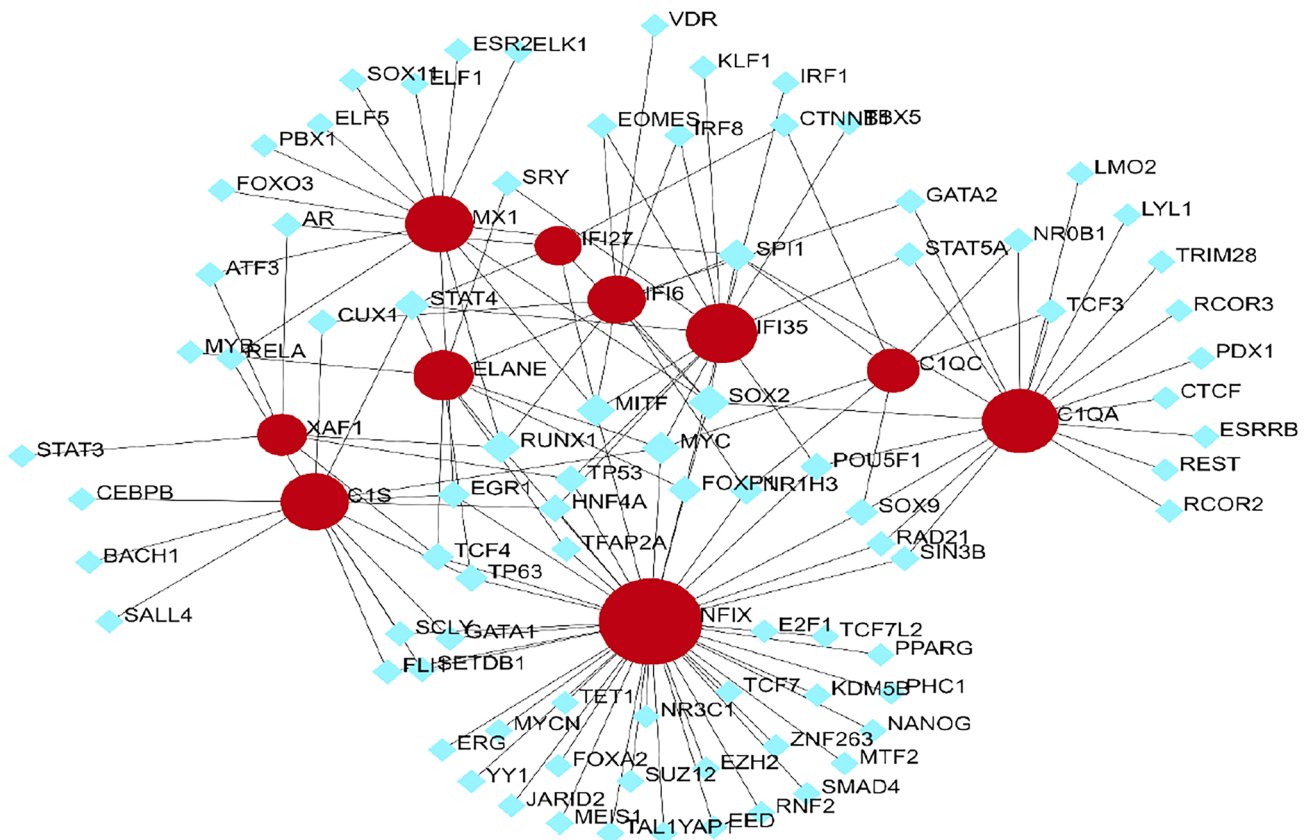 VDR
ESR2
ELK1
KLF1
SOX11
ELF1
IRF1
ELF5
EOMES
IRF8
CTNNB1
TBX5
PBX1
LMO2
FOXO3
SRY
GATA2
LYL1
AR
MX1
IFI27
SPI1
STAT5A
NR0B1
TRIM28
ATF3
STAT4
IFI6
TCF3
RCOR3
CUX1
IFI35
MYB
RELA
ELANE
C1QC
PDX1
MITF
SOX2
CTCF
C1QA
XAF1
RUNX1
MYC
ESRRB
STAT3
TP53
POU5F1
REST
CEBPB
C1S
EGR1
HNF4A
FOXP1
NR1H3
SOX9
RCOR2
BACH1
TCF4
TFAP2A
RAD21
SIN3B
TP63
SALL4
NFIX
SCLY
GATA1
E2F1
TCF7L2
FLI1
SETDB1
PPARG
TET1
TCF7
KDM5B
PHC1
MYCN
NR3C1
NANOG
ERG
ZNF263
FOXA2
EZH2
MTF2
YY1
SUZ12
SMAD4
JARID2
RNF2
MEIS1
TAL1
YAP1
EED